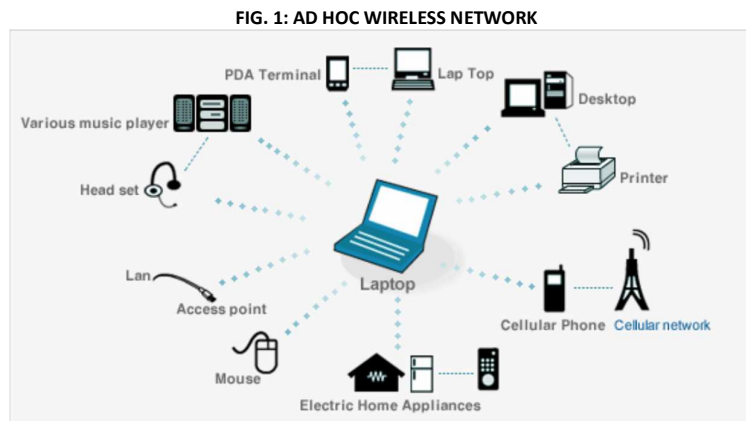 FIG. 1: AD HOC WIRELESS NETWORK
PDA Terminal
Lap Top
Desktop
Various music player
Printer
Head set
Lan
Access point
Laptop
Cellular Phone Cellular network
Mouse
Electric Home Appliances